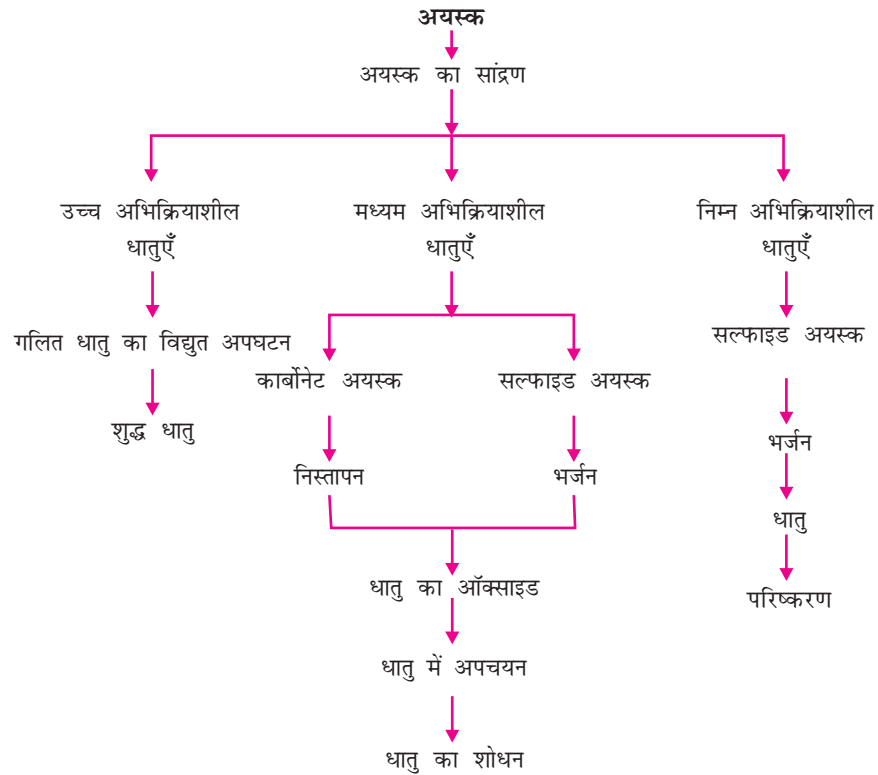 अयस्क
अयस्क का सांद्रण
उच्च अभिक्रियाशील
धातुएँ
मध्यम अभिक्रियाशील
धातुएँ
निम्न अभिक्रियाशील
धातुएँ
गलित धातु का विद्युत अपघटन
शुद्ध धातु
कार्बोनेट अयस्क
सल्फाइड अयस्क
निस्तापन
भर्जन
धातु का ऑक्साइड
धातु में अपचयन
धातु का शोधन
सल्फाइड अयस्क
भर्जन
धातु
परिष्करण